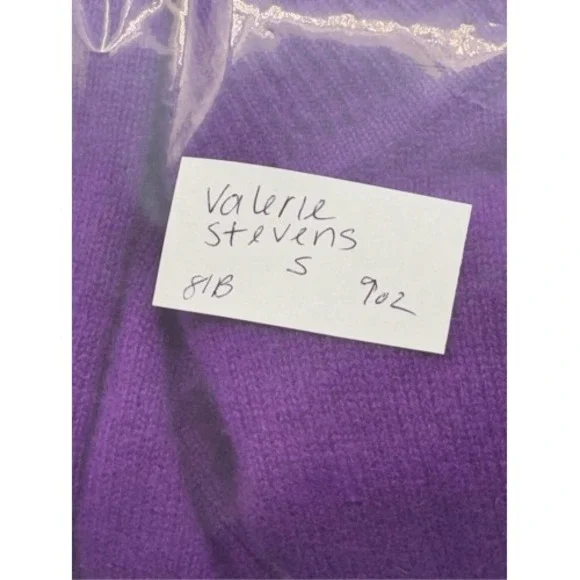 Valerie
Stevens
S
81B 9oz